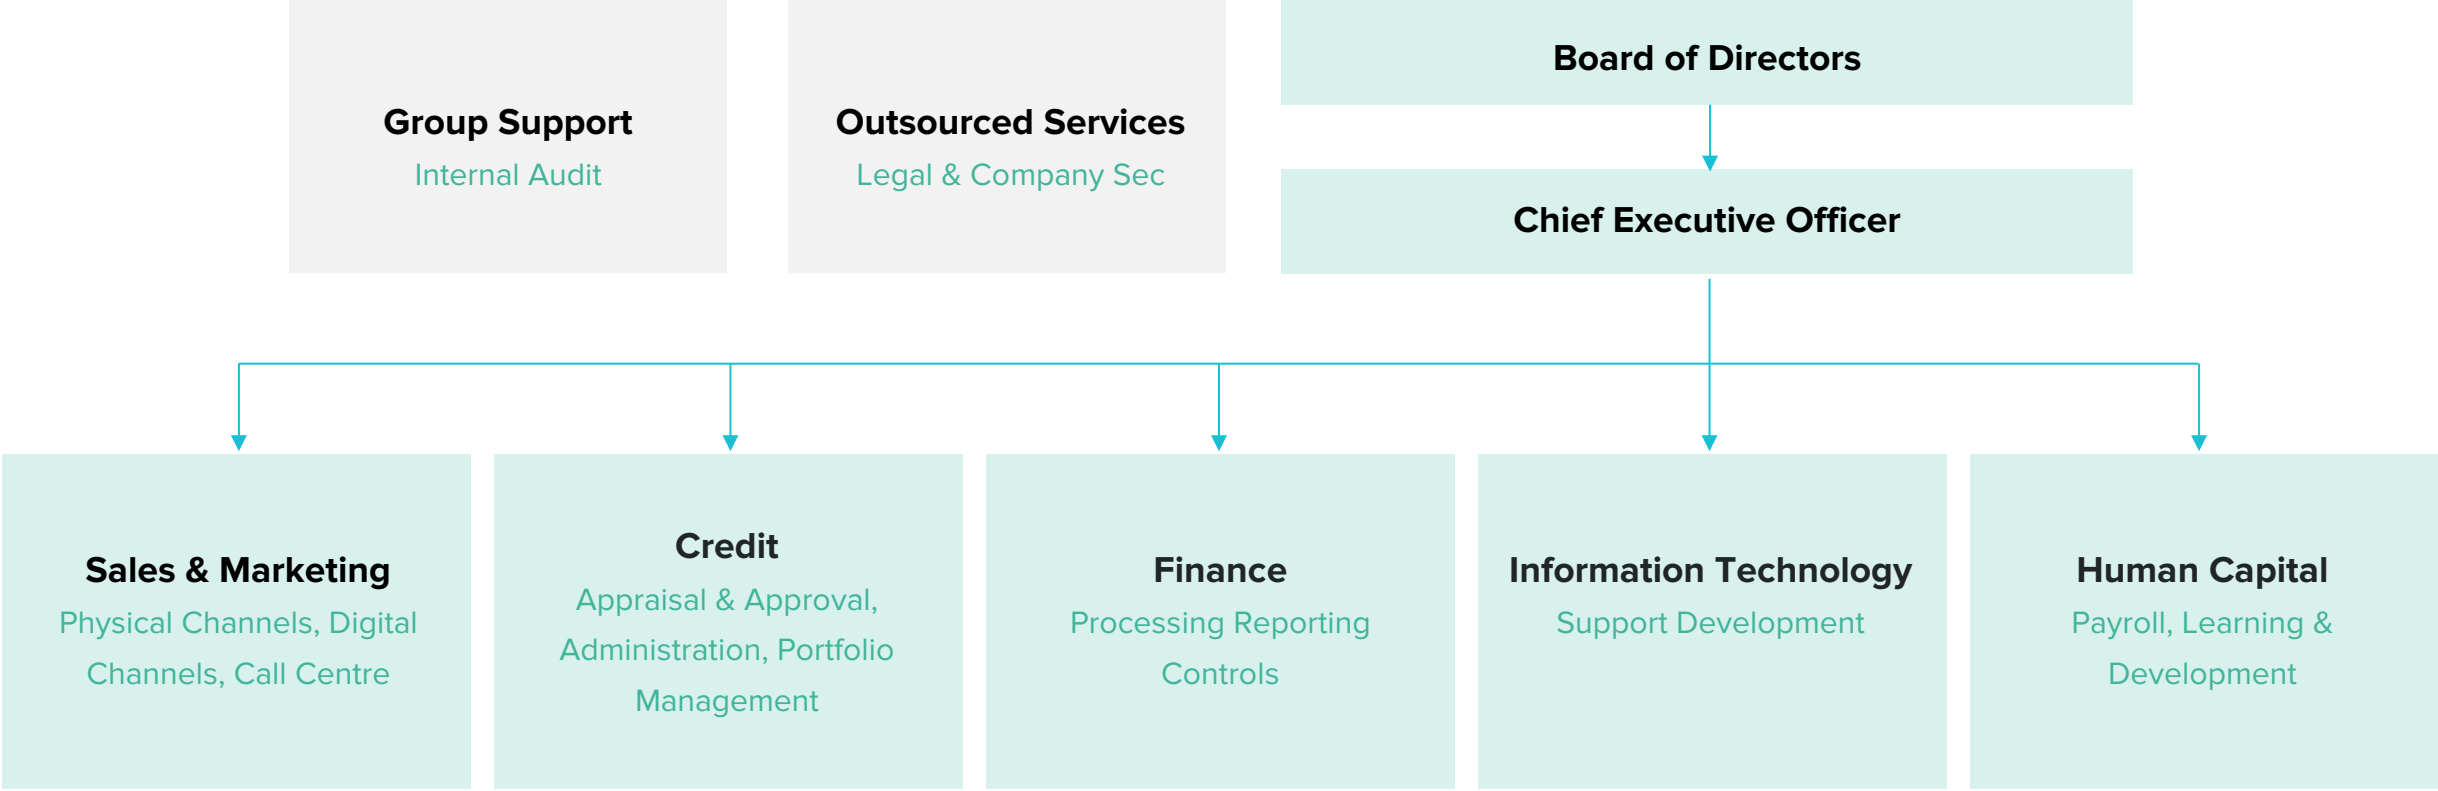 Board of Directors
Group Support
Internal Audit
Outsourced Services
Legal & Company Sec
Chief Executive Officer
Sales & Marketing
Physical Channels, Digital
Channels, Call Centre
Credit
Appraisal & Approval,
Administration, Portfolio
Management
Finance
Processing Reporting
Controls
Information Technology
Support Development
Human Capital
Payroll, Learning &
Development